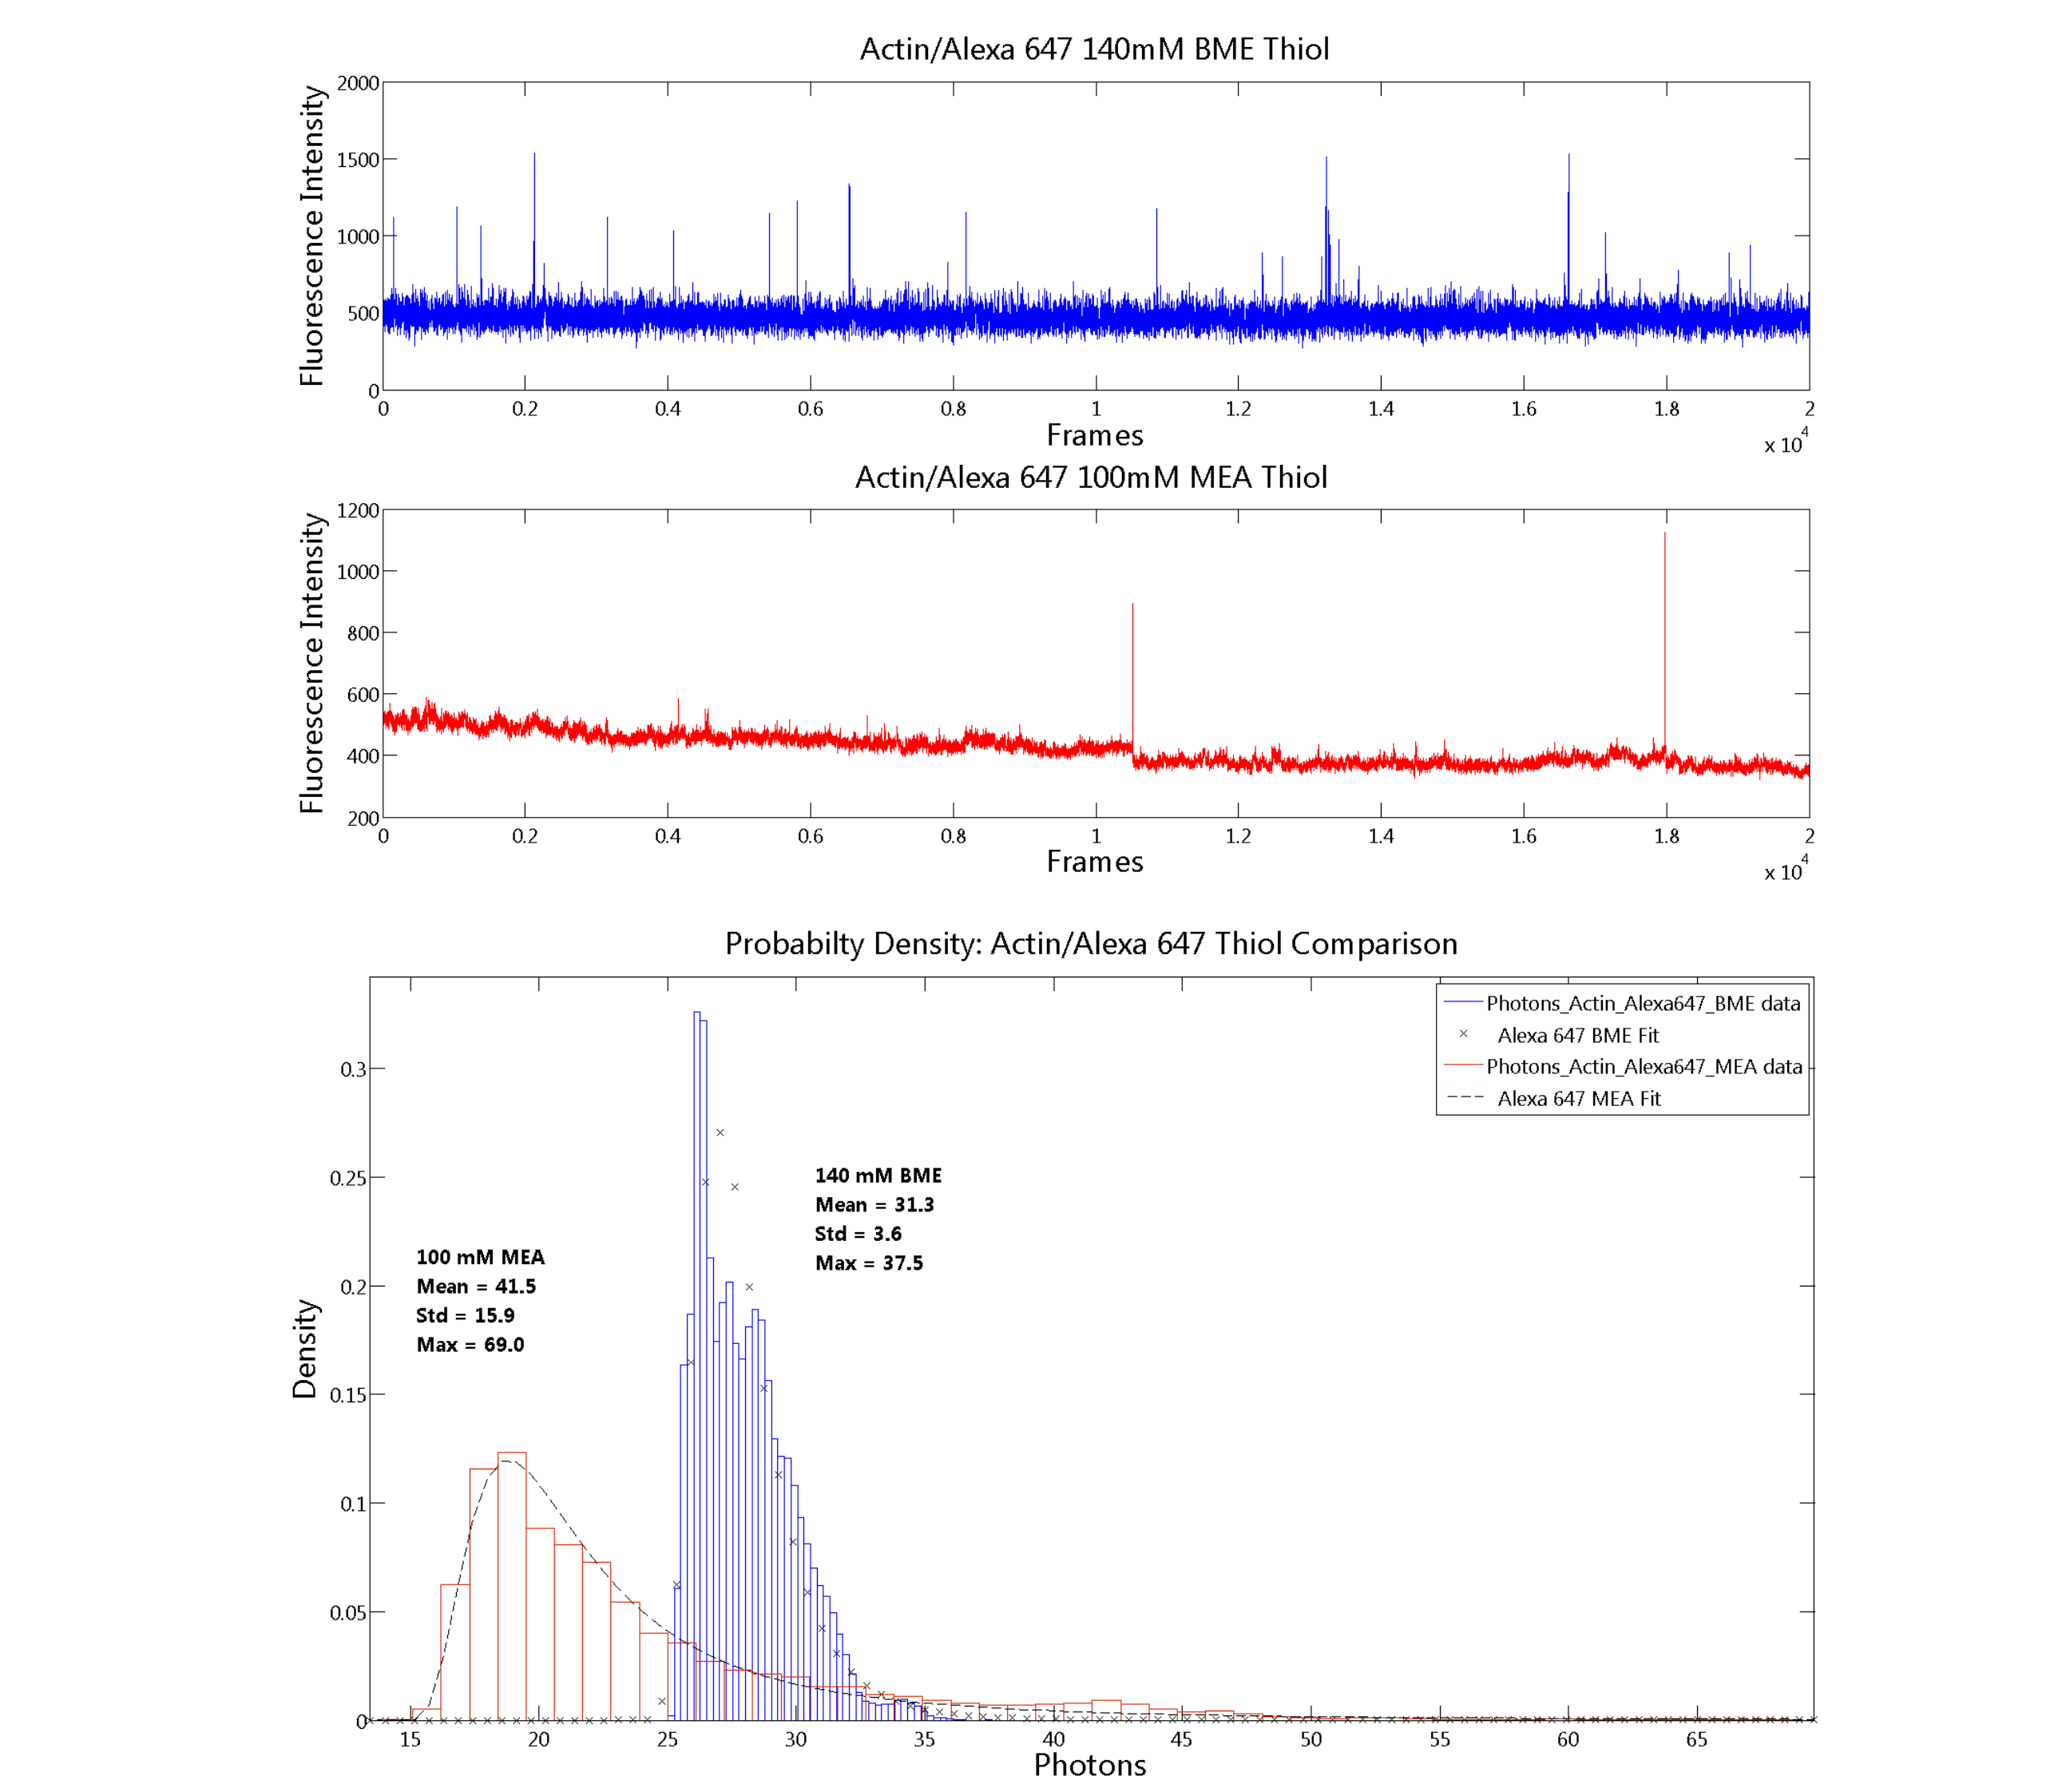 Actin/Alexa 647 140mM BME Thiol
Fluorescence Intensity
2000
1500
1000
500
0
0 0.2 0.4 0.6 0.8 1 1.2 1.4 1.6 1.8 2
Frames
x 10^4
Actin/Alexa 647 100mM MEA Thiol
Fluorescence Intensity
1200
1000
800
600
400
200
0 0.2 0.4 0.6 0.8 1 1.2 1.4 1.6 1.8 2
Frames
x 10^4
Probabilty Density: Actin/Alexa 647 Thiol Comparison
Photons_Actin_Alexa647_BME data
Alexa 647 BME Fit
Photons_Actin_Alexa647_MEA data
Alexa 647 MEA Fit
Density
0.3
0.25
0.2
0.15
0.1
0.05
0
140 mM BME
Mean = 31.3
Std = 3.6
Max = 37.5
100 mM MEA
Mean = 41.5
Std = 15.9
Max = 69.0
15 20 25 30 35 40 45 50 55 60 65
Photons